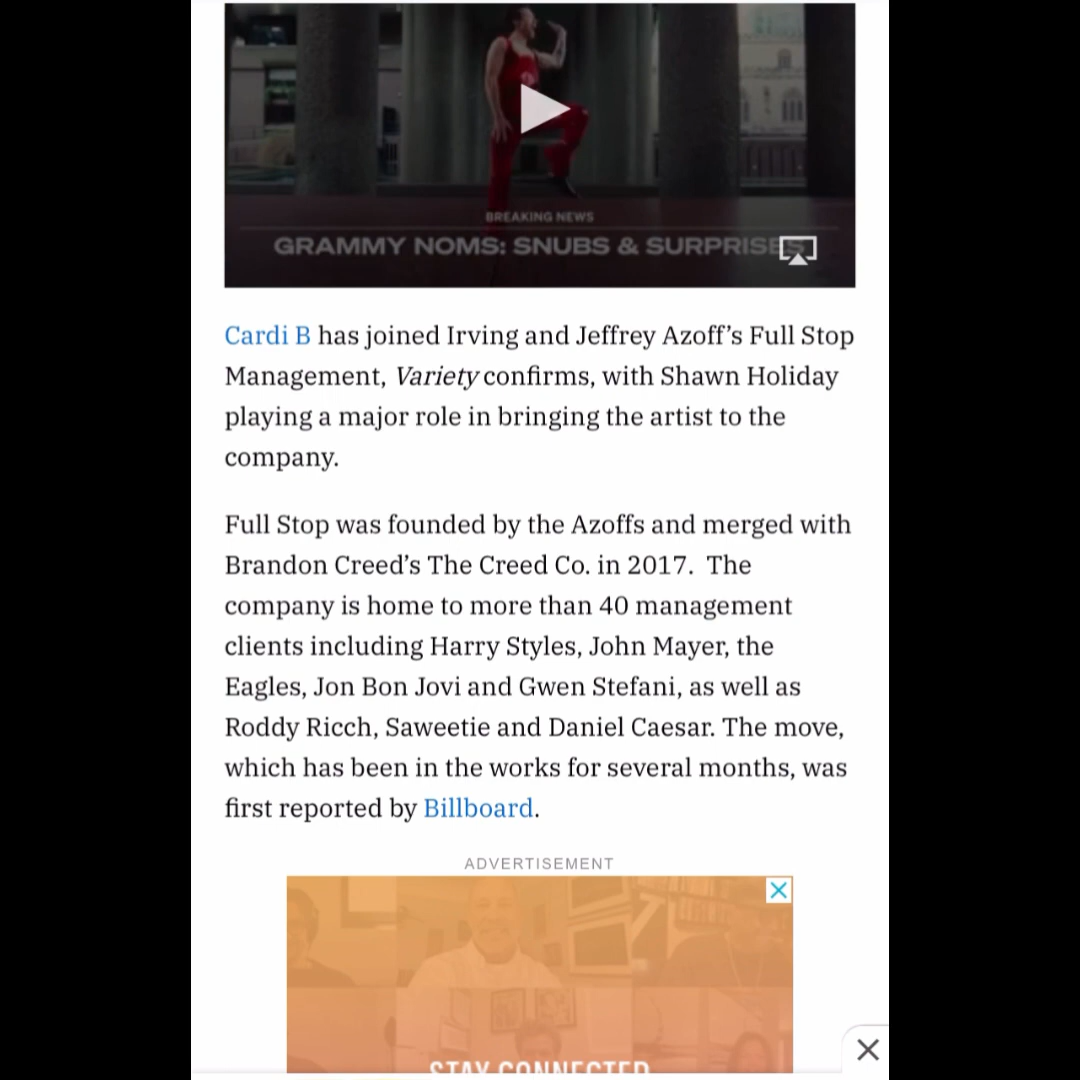 BREAKING NEWS
GRAMMY NOMS: SNUBS & SURPRISES
Cardi B has joined Irving and Jeffrey Azoff’s Full Stop
Management, Variety confirms, with Shawn Holiday
playing a major role in bringing the artist to the
company.
Full Stop was founded by the Azoffs and merged with
Brandon Creed’s The Creed Co. in 2017.  The
company is home to more than 40 management
clients including Harry Styles, John Mayer, the
Eagles, Jon Bon Jovi and Gwen Stefani, as well as
Roddy Ricch, Saweetie and Daniel Caesar. The move,
which has been in the works for several months, was
first reported by Billboard.
ADVERTISEMENT
STAY CONNECTED